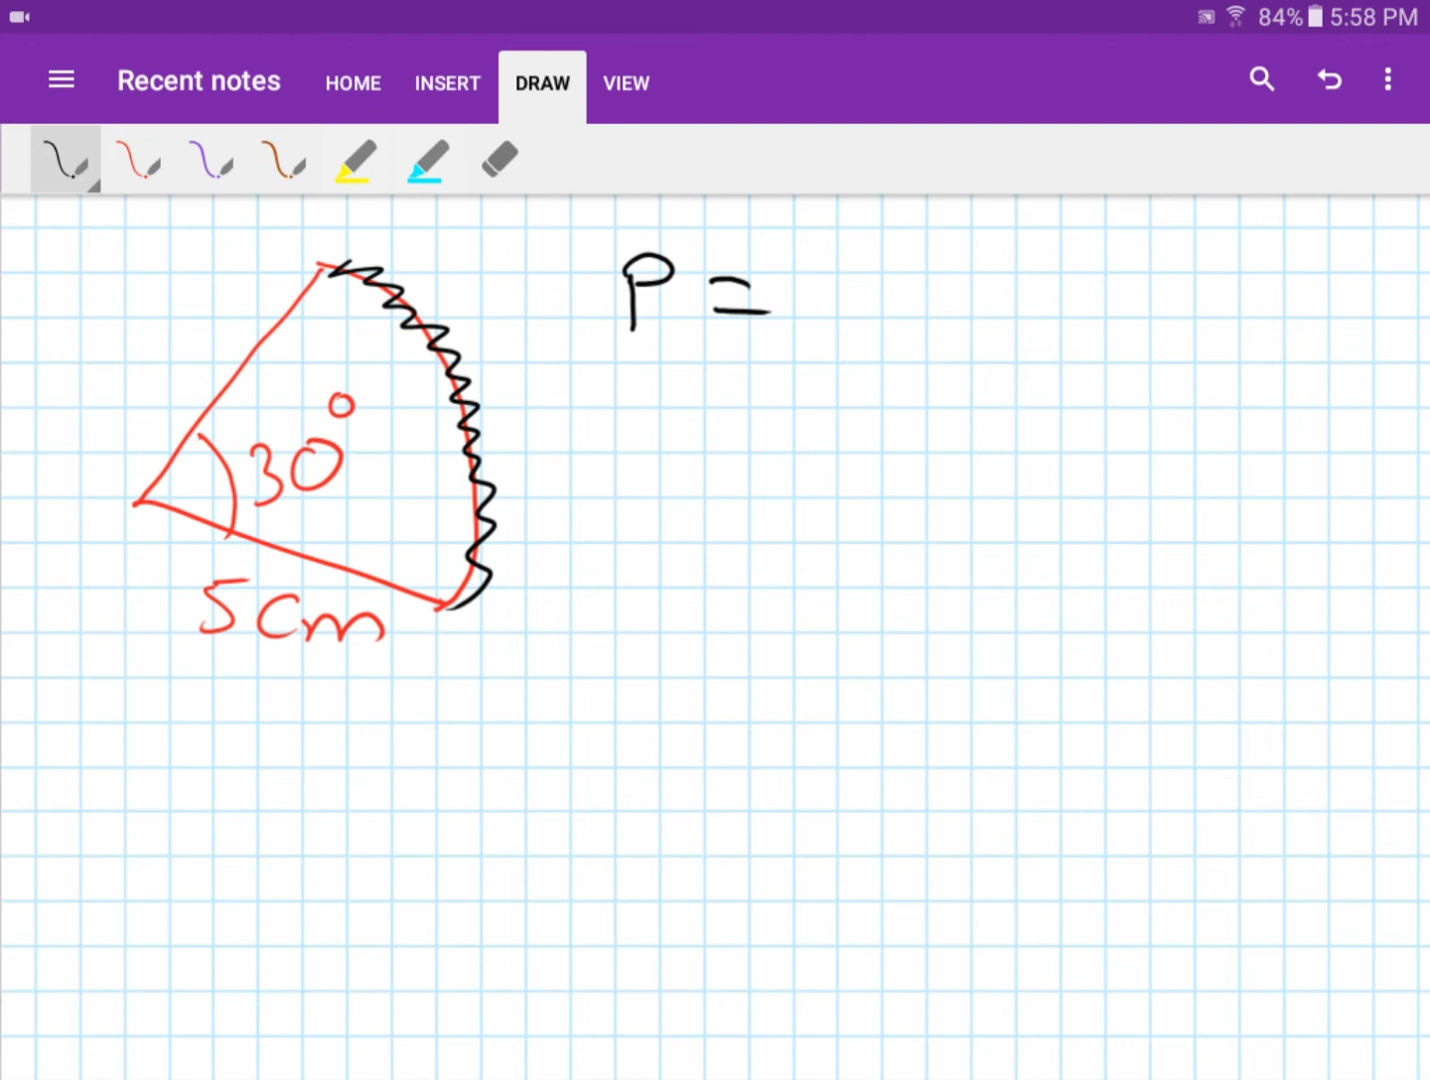 84% 5:58 PM
Recent notes HOME INSERT DRAW VIEW
P =
30°
5cm